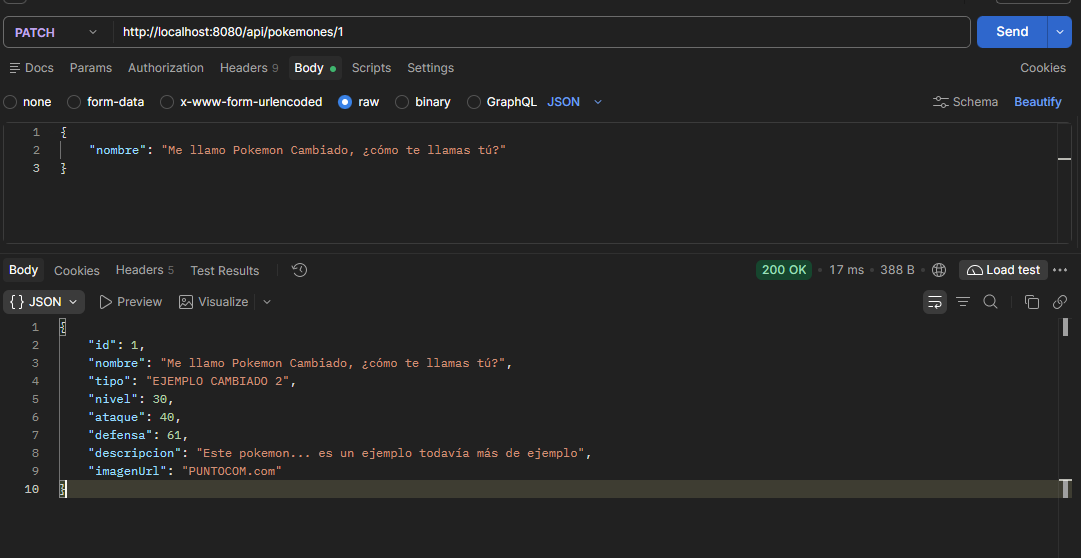 PATCH http://localhost:8080/api/pokemones/1 Send
Docs Params Authorization Headers 9 Body Scripts Settings Cookies
none form-data x-www-form-urlencoded raw binary GraphQL JSON Schema Beautify
1 {
2 "nombre": "Me llamo Pokemon Cambiado, ¿cómo te llamas tú?"
3 }
Body Cookies Headers 5 Test Results 200 OK • 17 ms • 388 B • Load test
{} JSON Preview Visualize
1 {
2 "id": 1,
3 "nombre": "Me llamo Pokemon Cambiado, ¿cómo te llamas tú?",
4 "tipo": "EJEMPLO CAMBIADO 2",
5 "nivel": 30,
6 "ataque": 40,
7 "defensa": 61,
8 "descripcion": "Este pokemon... es un ejemplo todavía más de ejemplo",
9 "imagenUrl": "PUNTOCOM.com"
10 }